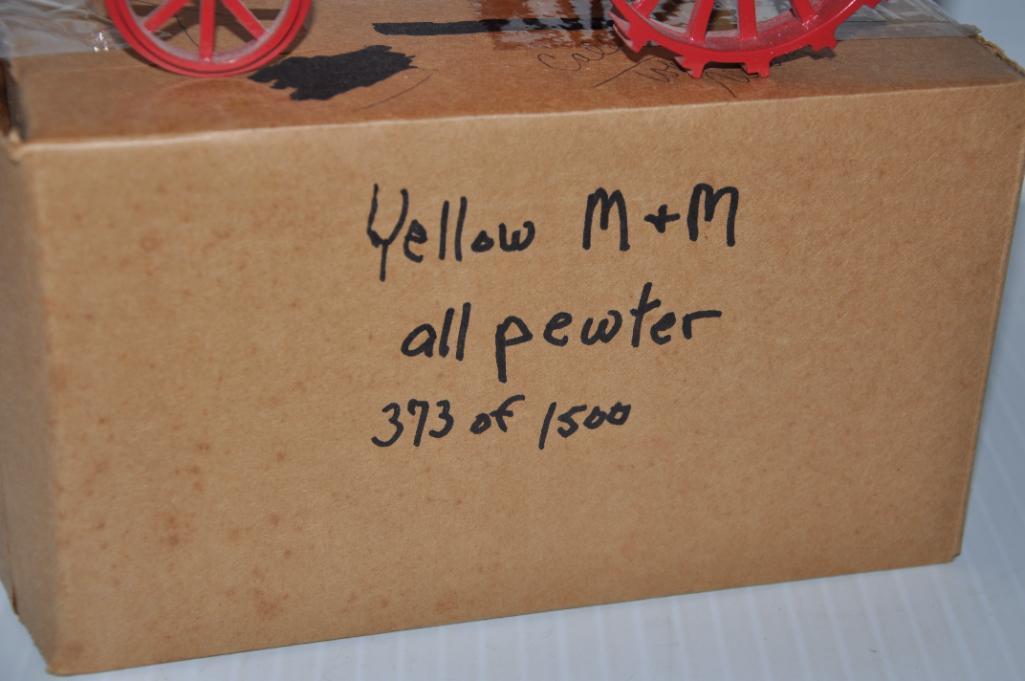 Yellow M+M
all pewter
373 of 1500